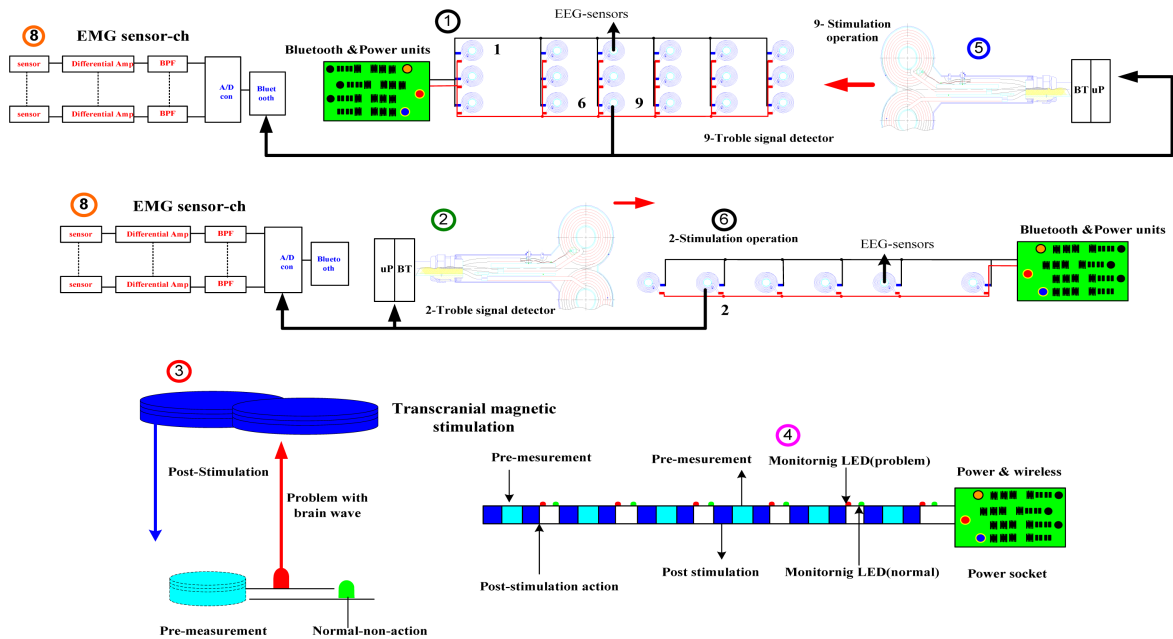 8
EMG sensor-ch
sensor
Differential Amp
BPF
sensor
Differential Amp
BPF
A/D
con
Bluet
ooth
Bluetooth &Power units
1
EEG-sensors
1
6
9
9-Troble signal detector
9- Stimulation
operation
5
BT
uP
8
EMG sensor-ch
sensor
Differential Amp
BPF
sensor
Differential Amp
BPF
A/D
con
Blueto
oth
2
uP
BT
2-Troble signal detector
6
2-Stimulation operation
EEG-sensors
2
Bluetooth &Power units
3
Transcranial magnetic
stimulation
Post-Stimulation
Problem with
brain wave
Pre-measurement
Normal-non-action
4
Pre-mesurement
Pre-mesurement
Monitornig LED(problem)
Power & wireless
Post-stimulation action
Post stimulation
Monitornig LED(normal)
Power socket